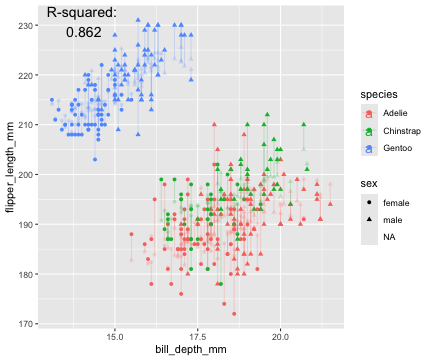 R-squared:
0.862
flipper_length_mm
230
220
210
200
190
180
170
15.0
17.5
20.0
bill_depth_mm
species
a Adelie
a Chinstrap
a Gentoo
sex
female
male
NA